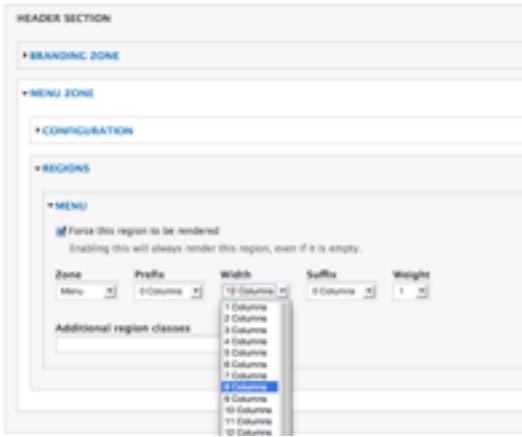 HEADER SECTION
BRANDING ZONE
MENU ZONE
CONFIGURATION
REGIONS
MENU
Force this region to be rendered
Enabling this will always render this region, even if it is empty.
Zone Prefix Width Suffix Weight
Menu 0 Columns 12 Columns 0 Columns 1
1 Columns
2 Columns
3 Columns
4 Columns
5 Columns
6 Columns
7 Columns
8 Columns
9 Columns
10 Columns
11 Columns
12 Columns
Additional region classes